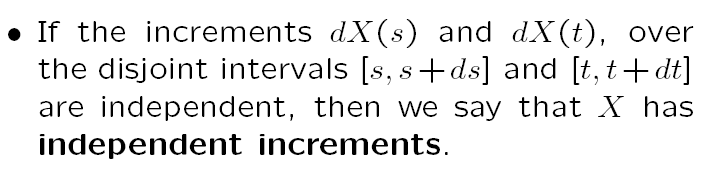 • If the increments dX(s) and dX(t), over
the disjoint intervals [s, s+ds] and [t, t+dt]
are independent, then we say that X has
independent increments.